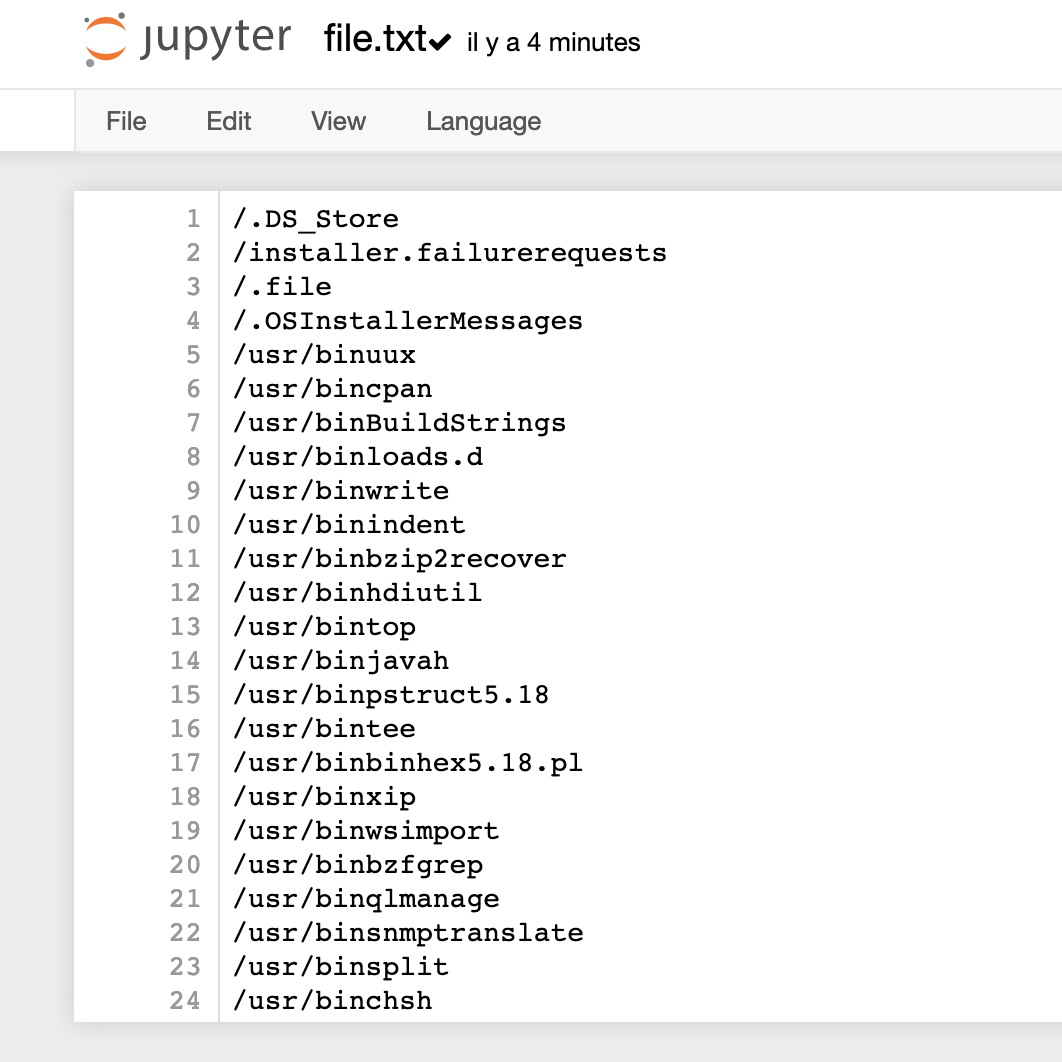 jupyter file.txt✔ il y a 4 minutes
File Edit View Language
1 /.DS_Store
2 /installer.failurerequests
3 /.file
4 /.OSInstallerMessages
5 /usr/binuux
6 /usr/bincpan
7 /usr/binBuildStrings
8 /usr/binloads.d
9 /usr/binwrite
10 /usr/binindent
11 /usr/binbzip2recover
12 /usr/binhdiutil
13 /usr/bintop
14 /usr/binjavah
15 /usr/binpstruct5.18
16 /usr/bintee
17 /usr/binbinhex5.18.pl
18 /usr/binxip
19 /usr/binwsimport
20 /usr/binbzfgrep
21 /usr/binqlmanage
22 /usr/binsnmptranslate
23 /usr/binsplit
24 /usr/binchsh